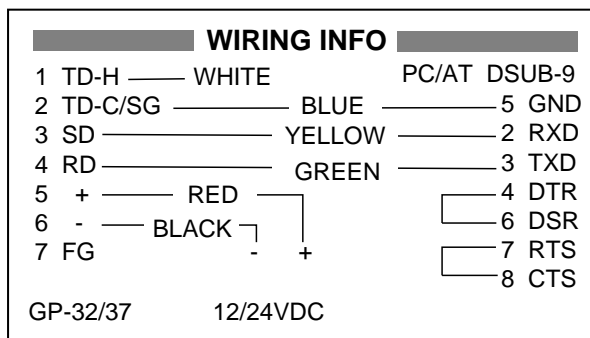 WIRING INFO
1 TD-H WHITE PC/AT DSUB-9
2 TD-C/SG BLUE 5 GND
3 SD YELLOW 2 RXD
4 RD GREEN 3 TXD
5 + RED 4 DTR
6 - BLACK 6 DSR
7 FG - + 7 RTS
8 CTS
GP-32/37 12/24VDC